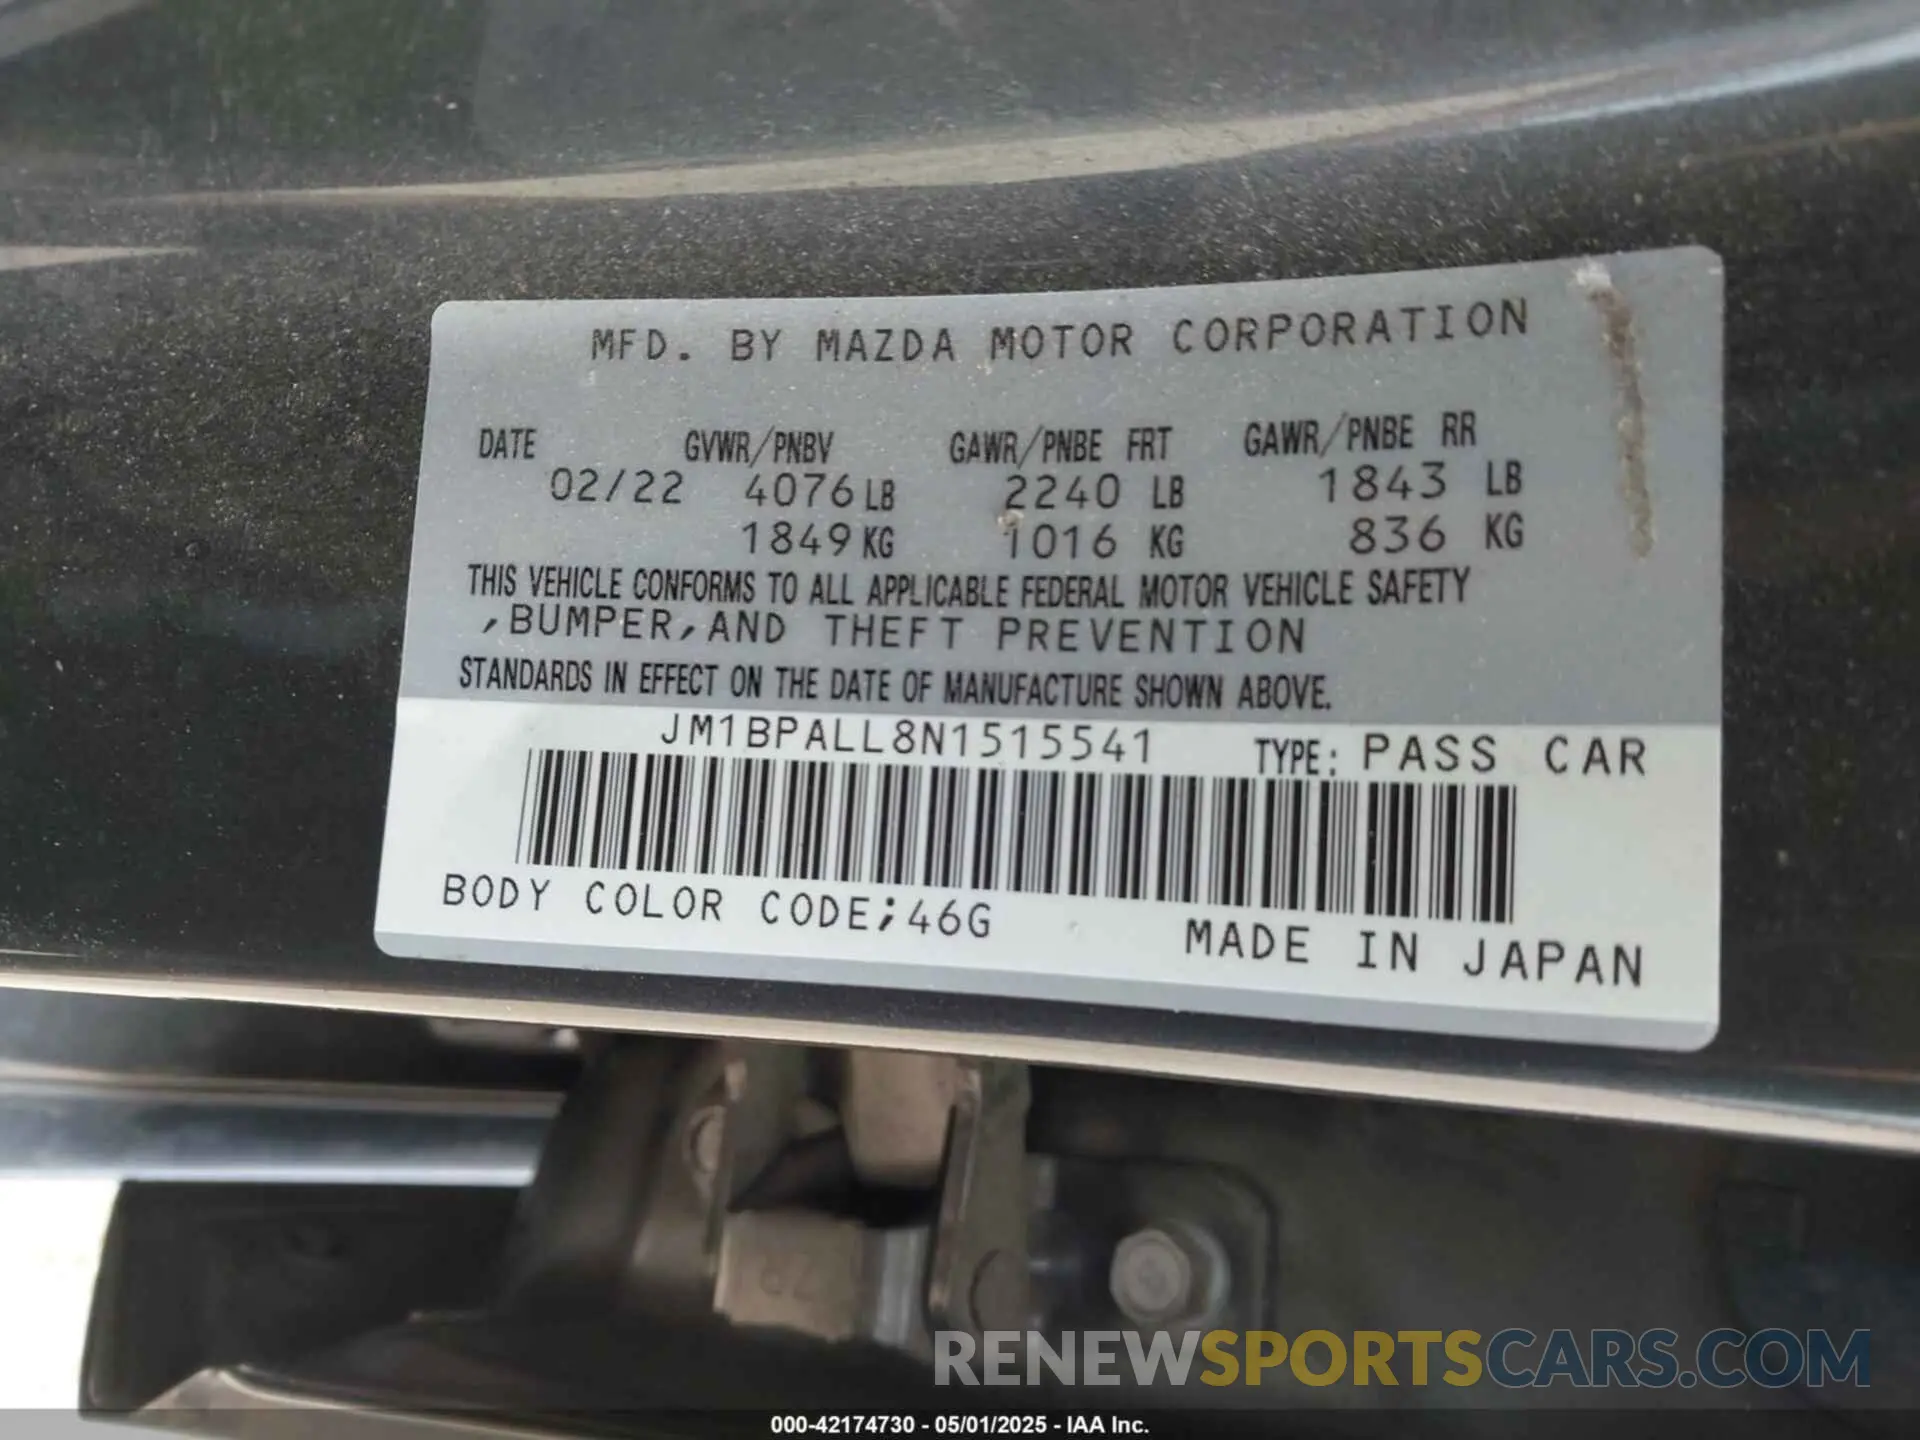 MFD. BY MAZDA MOTOR CORPORATION
DATE GVWR/PNBV GAWR/PNBE FRT GAWR/PNBE RR
02/22 4076 LB 2240 LB 1843 LB
1849 KG 1016 KG 836 KG
THIS VEHICLE CONFORMS TO ALL APPLICABLE FEDERAL MOTOR VEHICLE SAFETY
,BUMPER,AND THEFT PREVENTION
STANDARDS IN EFFECT ON THE DATE OF MANUFACTURE SHOWN ABOVE.
JM1BPALL8N1515541 TYPE: PASS CAR
BODY COLOR CODE;46G
MADE IN JAPAN
RENEWSPORTSCARS.COM
000-42174730 - 05/01/2025 - IAA Inc.